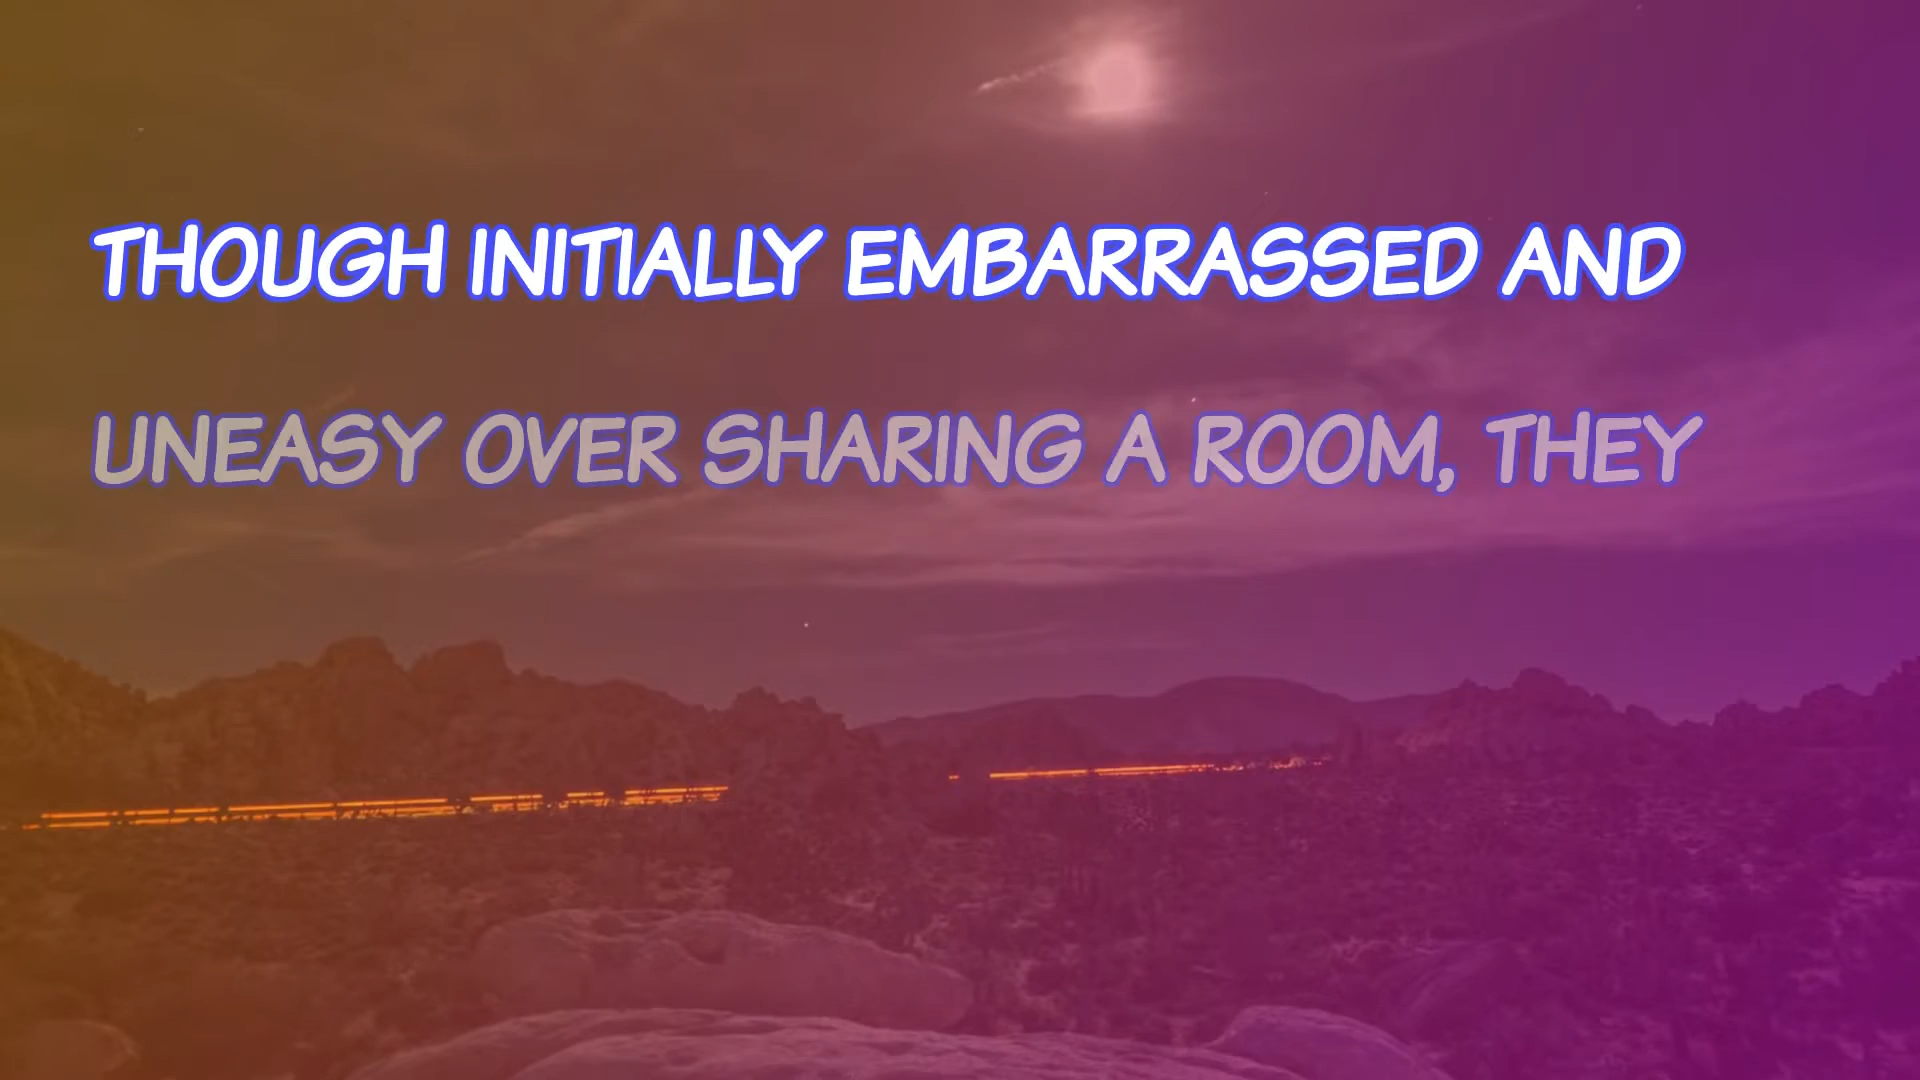 THOUGH INITIALLY EMBARRASSED AND
UNEASY OVER SHARING A ROOM, THEY